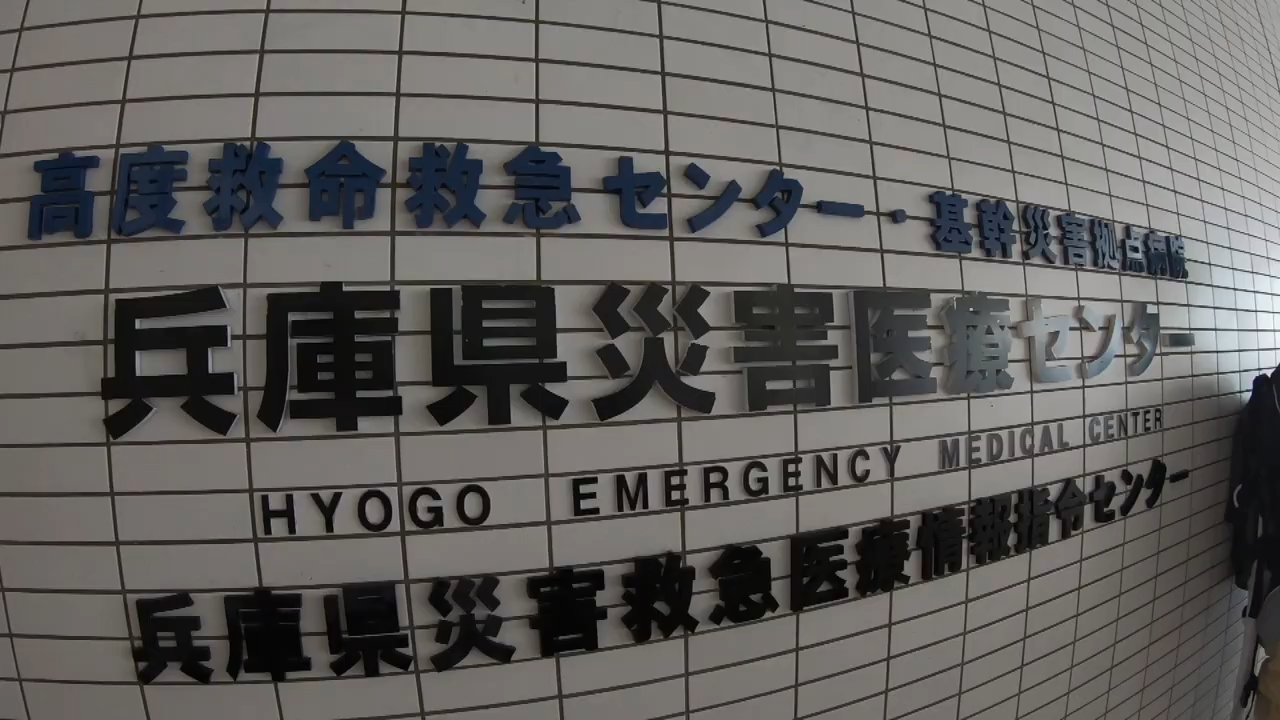 高度救命救急センター・基幹災害拠点病院
兵庫県災害医療センター
HYOGO EMERGENCY MEDICAL CENTER
兵庫県災害救急医療情報指令センター